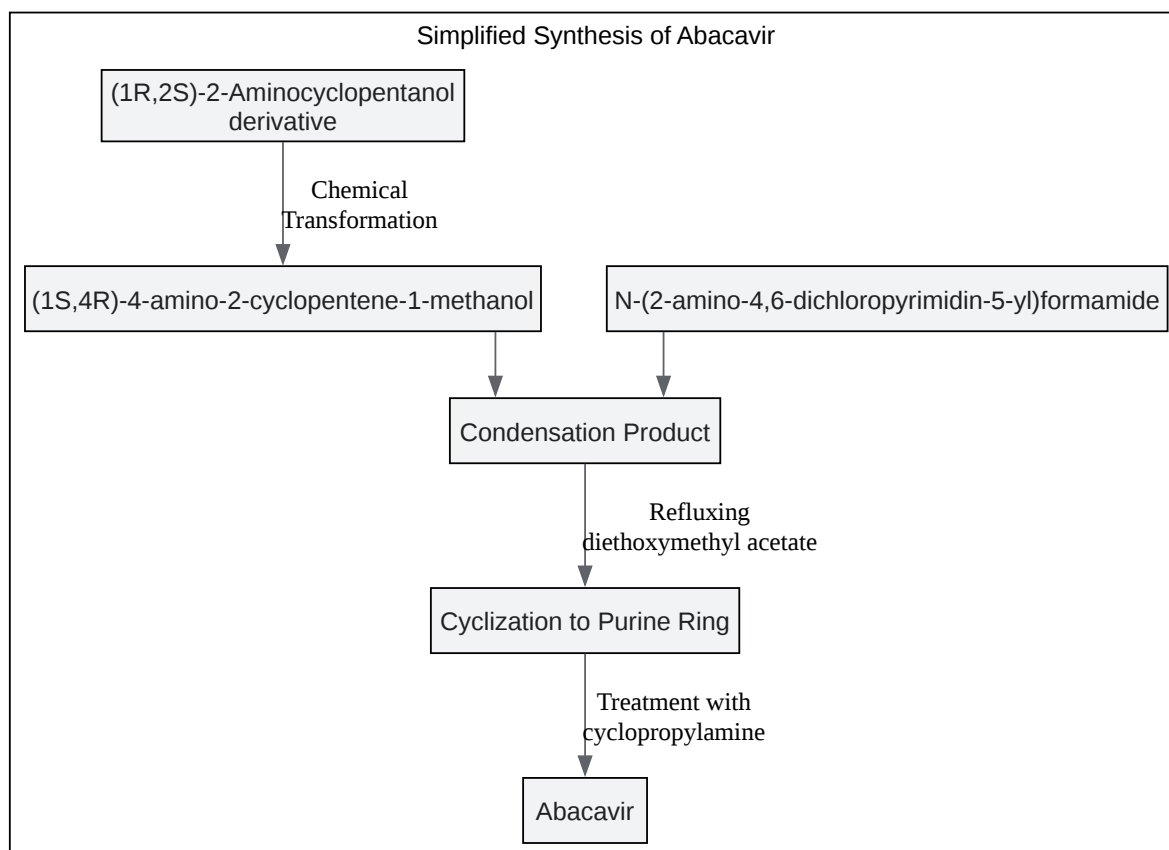 Simplified Synthesis of Abacavir
(1R,2S)-2-Aminocyclopentanol
derivative
Chemical
Transformation
(1S,4R)-4-amino-2-cyclopentene-1-methanol
N-(2-amino-4,6-dichloropyrimidin-5-yl)formamide
Condensation Product
Refluxing
diethoxymethyl acetate
Cyclization to Purine Ring
Treatment with
cyclopropylamine
Abacavir